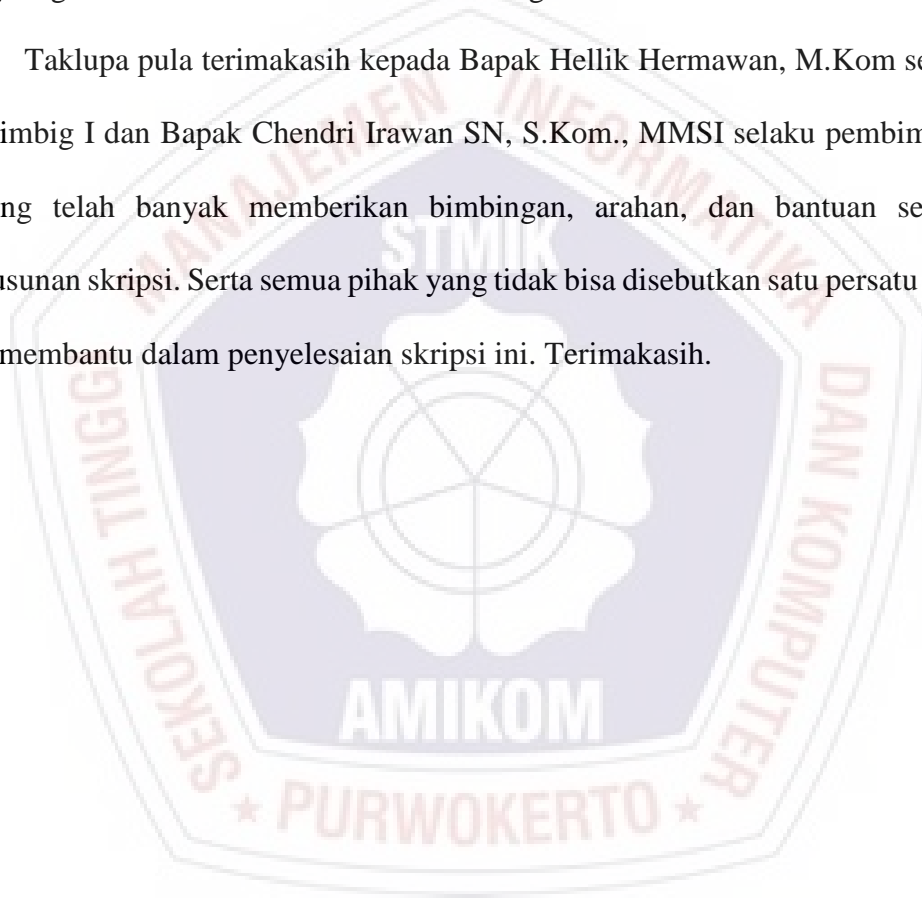 Taklupa pula terimakasih kepada Bapak Hellik Hermawan, M.Kom se
imbig I dan Bapak Chendri Irawan SN, S.Kom., MMSI selaku pembim
ng telah banyak memberikan bimbingan, arahan, dan bantuan se
usunan skripsi. Serta semua pihak yang tidak bisa disebutkan satu persatu
membantu dalam penyelesaian skripsi ini. Terimakasih.
SEKOLAH TINGG
MANAJEMEN INFORMATIKA
DAN KOMPUTER
STMIK
AMIKOM
★ PURWOKERTO ★